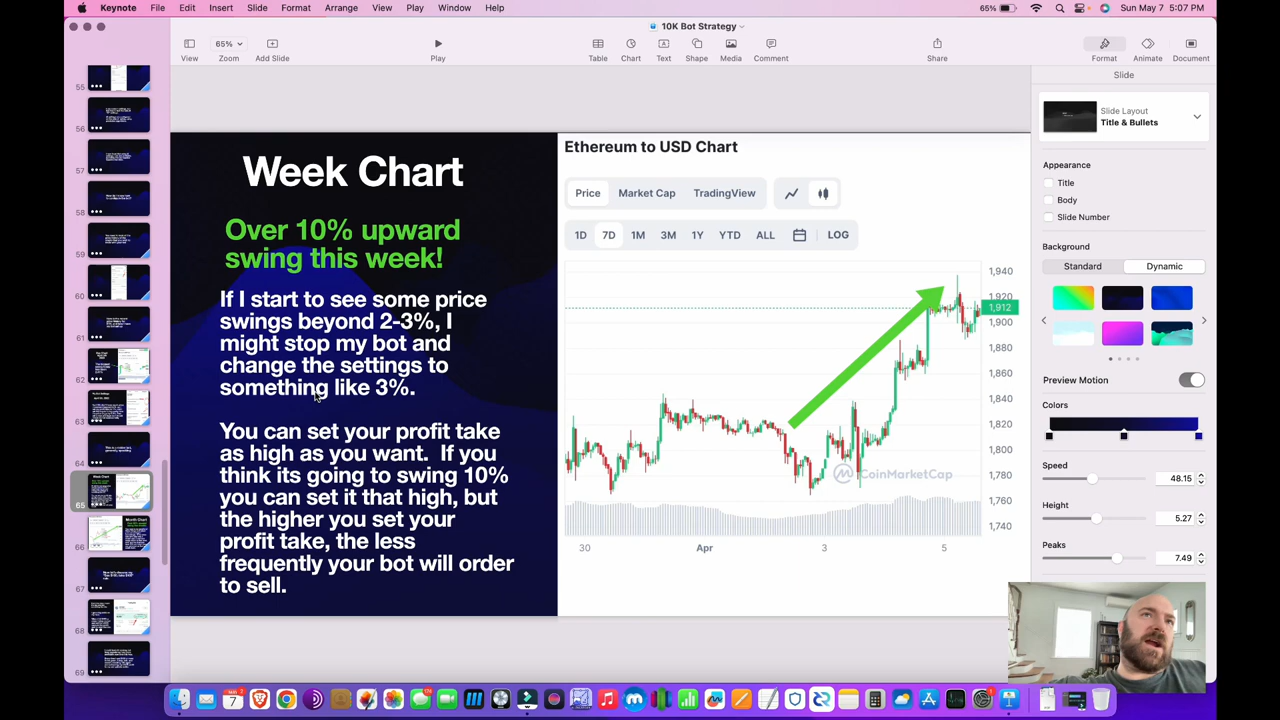 Keynote File Edit Insert Slide Format Arrange View Play Window Help 65% Sun May 7 5:07 PM
10K Bot Strategy
65%
View Zoom Add Slide Play Table Chart Text Shape Media Comment Share Format Animate Document
Slide
Slide Layout
Title & Bullets
Appearance
Title
Body
Slide Number
Background
Standard Dynamic
Preview Motion
Colors
Speed
48.15
Height
5.27
Peaks
7.49
55
56
57
58
59
60
61
62
63
64
65
66
67
68
69
Week Chart
Over 10% upward
swing this week!
If I start to see some price
swings beyond 2-3%, I
might stop my bot and
change the settings to
something like 3%.
You can set your profit take
as high as you want. If you
think its going to swing 10%
you can set it that high, but
the higher you set your
profit take, the less
frequently your bot will order
to sell.
Ethereum to USD Chart
Price Market Cap TradingView
1D 7D 1M 3M 1Y YTD ALL LOG
1,940
1,920
1,912
1,900
1,880
1,860
1,840
1,820
1,800
1,780
1,760
1,740
CoinMarketCap
30 Apr 3 5